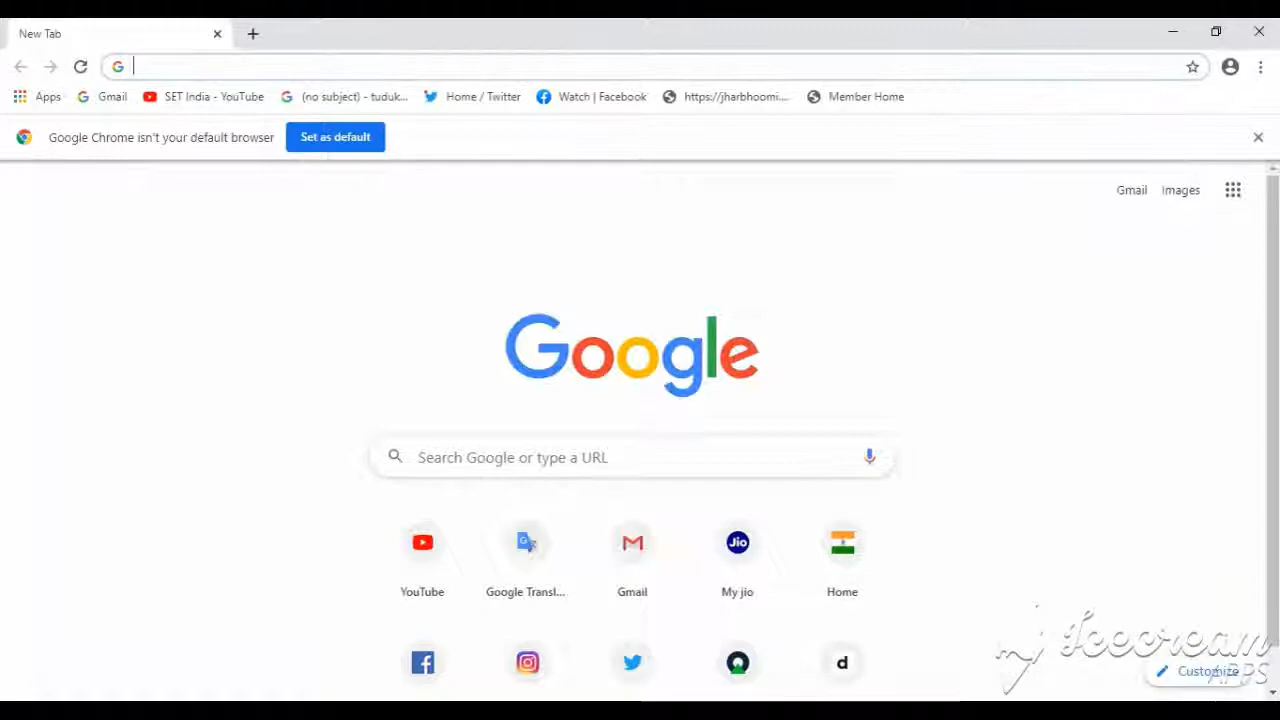 New Tab
Apps Gmail SET India - YouTube (no subject) - tuduk... Home / Twitter Watch | Facebook https://jharbhoomi.... Member Home
Google Chrome isn't your default browser Set as default
Gmail Images
Google
Search Google or type a URL
YouTube Google Transl... Gmail My jio Home
Jio
d
Icecream
APPS
Customize